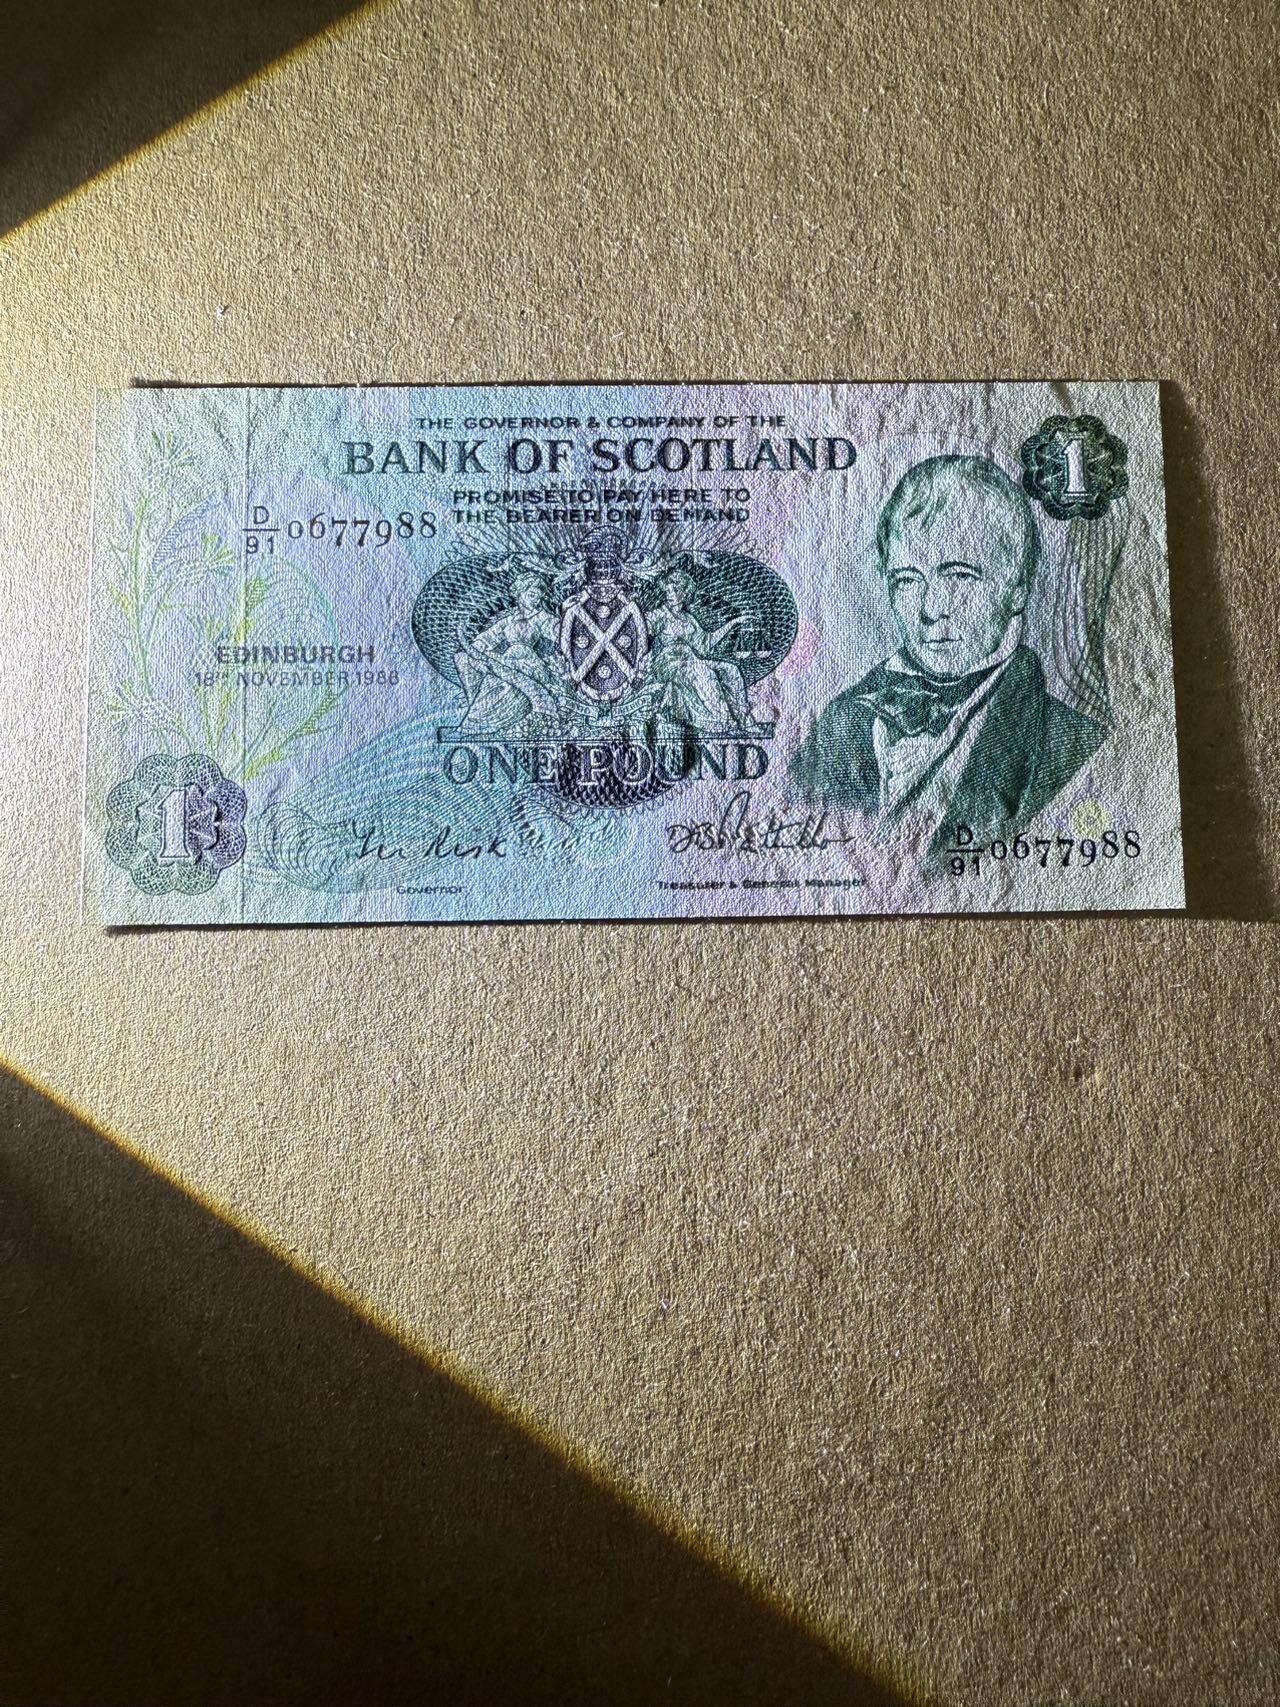 THE GOVERNOR & COMPANY OF THE
BANK OF SCOTLAND
PROMISE TO PAY HERE TO
THE BEARER ON DEMAND
1
D/91 0677988
EDINBURGH
18TH NOVEMBER 1986
ONE POUND
1
Governor
Treasurer & General Manager
D/91 0677988